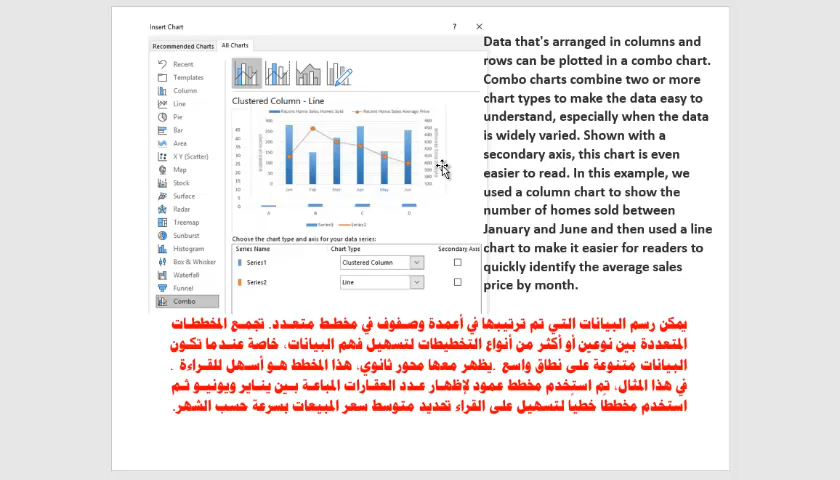 Insert Chart
? ×
Recommended Charts All Charts
Recent
Templates
Column
Line
Pie
Bar
Area
X Y (Scatter)
Map
Stock
Surface
Radar
Treemap
Sunburst
Histogram
Box & Whisker
Waterfall
Funnel
Combo
Clustered Column - Line
Choose the chart type and axis for your data series:
Series Name Chart Type Secondary Axis
Series1 Clustered Column
Series2 Line
Data that's arranged in columns and
rows can be plotted in a combo chart.
Combo charts combine two or more
chart types to make the data easy to
understand, especially when the data
is widely varied. Shown with a
secondary axis, this chart is even
easier to read. In this example, we
used a column chart to show the
number of homes sold between
January and June and then used a line
chart to make it easier for readers to
quickly identify the average sales
price by month.
يمكن رسم البيانات التي تم ترتيبها في أعمدة وصفوف في مخطط متعدد. تجمع المخططات
المتعددة بين نوعين أو أكثر من أنواع التخطيطات لتسهيل فهم البيانات، خاصة عندما تكون
البيانات متنوعة على نطاق واسع .يظهر معها محور ثانوي، هذا المخطط هو أسهل للقراءة .
في هذا المثال، تم استخدم مخطط عمود لإظهار عدد العقارات المباعة بين يناير ويونيو ثم
استخدم مخططًا خطيًا لتسهيل على القراء تحديد متوسط سعر المبيعات بسرعة حسب الشهر.